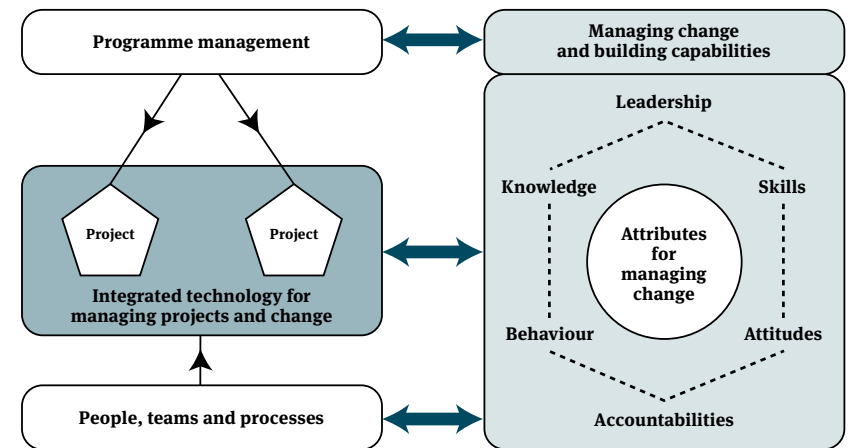 Programme management
Managing change
and building capabilities
Leadership
Knowledge
Skills
Project
Project
Attributes
for
managing
change
Integrated technology for
managing projects and change
Behaviour
Attitudes
People, teams and processes
Accountabilities